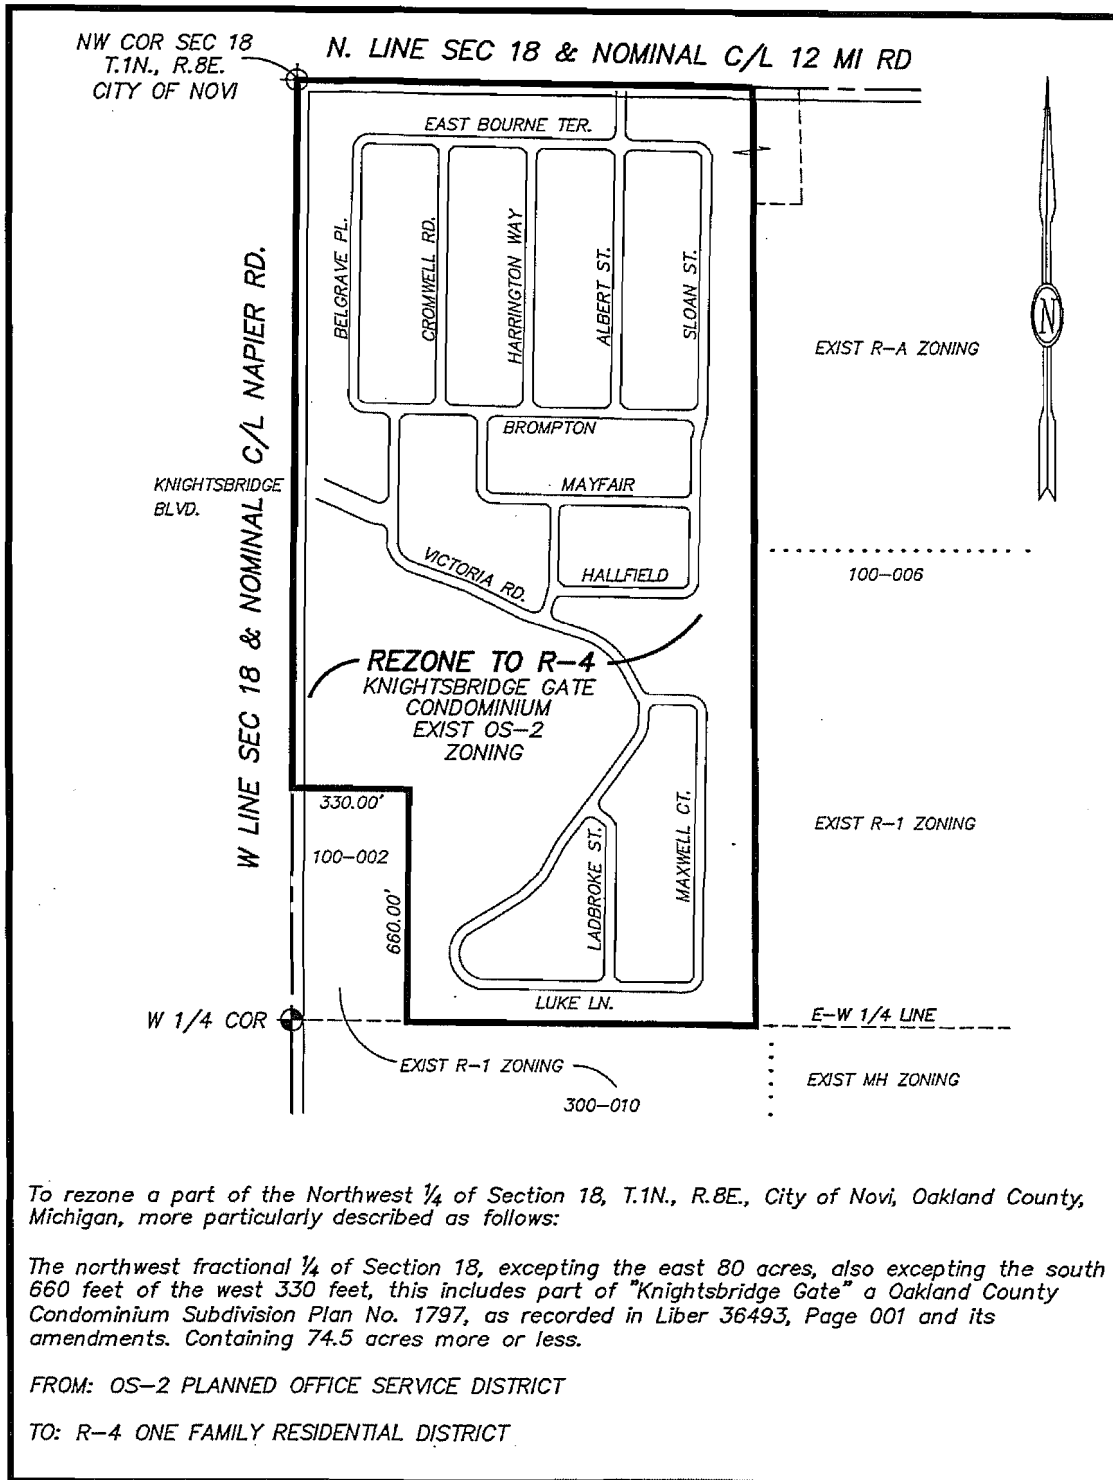 NW COR SEC 18
T.1N., R.8E.
CITY OF NOVI
N. LINE SEC 18 & NOMINAL C/L 12 MI RD
EAST BOURNE TER.
BELGRAVE PL.
CROMWELL RD.
HARRINGTON WAY
ALBERT ST.
SLOAN ST.
N
EXIST R-A ZONING
W LINE SEC 18 & NOMINAL C/L NAPIER RD.
BROMPTON
KNIGHTSBRIDGE
BLVD.
MAYFAIR
VICTORIA RD.
HALLFIELD
100-006
REZONE TO R-4
KNIGHTSBRIDGE GATE
CONDOMINIUM
EXIST OS-2
ZONING
330.00'
100-002
660.00'
LADBROKE ST.
MAXWELL CT.
EXIST R-1 ZONING
LUKE LN.
W 1/4 COR
E-W 1/4 LINE
EXIST R-1 ZONING
300-010
EXIST MH ZONING
To rezone a part of the Northwest ¼ of Section 18, T.1N., R.8E., City of Novi, Oakland County,
Michigan, more particularly described as follows:
The northwest fractional ¼ of Section 18, excepting the east 80 acres, also excepting the south
660 feet of the west 330 feet, this includes part of "Knightsbridge Gate" a Oakland County
Condominium Subdivision Plan No. 1797, as recorded in Liber 36493, Page 001 and its
amendments. Containing 74.5 acres more or less.
FROM: OS-2 PLANNED OFFICE SERVICE DISTRICT
TO: R-4 ONE FAMILY RESIDENTIAL DISTRICT